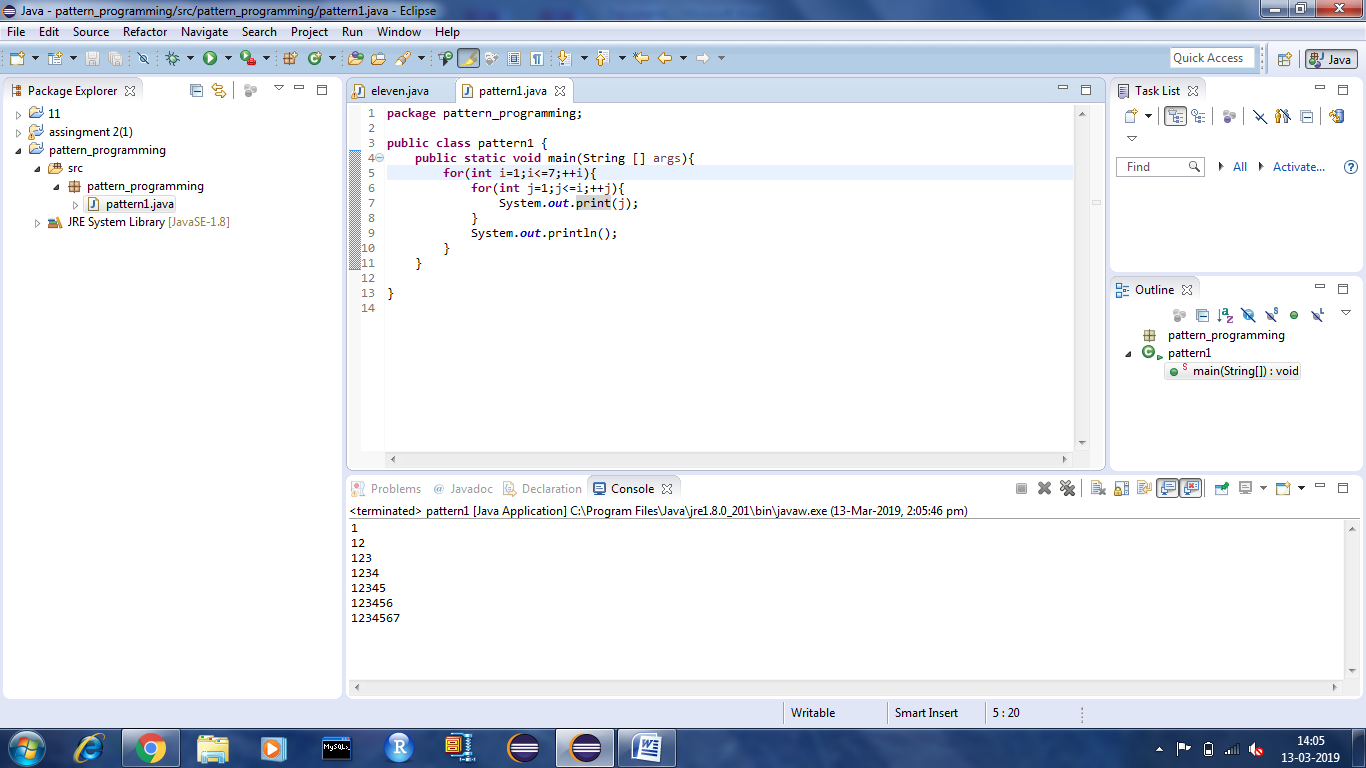 Java - pattern_programming/src/pattern_programming/pattern1.java - Eclipse
File Edit Source Refactor Navigate Search Project Run Window Help
Quick Access
Java
Package Explorer
11
assingment 2(1)
pattern_programming
src
pattern_programming
pattern1.java
JRE System Library [JavaSE-1.8]
eleven.java
pattern1.java
1 package pattern_programming;
2
3 public class pattern1 {
4 public static void main(String [] args){
5 for(int i=1;i<=7;++i){
6 for(int j=1;j<=i;++j){
7 System.out.print(j);
8 }
9 System.out.println();
10 }
11 }
12
13 }
14
Task List
Find All Activate...
Outline
pattern_programming
pattern1
main(String[]) : void
Problems @ Javadoc Declaration Console
<terminated> pattern1 [Java Application] C:\Program Files\Java\jre1.8.0_201\bin\javaw.exe (13-Mar-2019, 2:05:46 pm)
1
12
123
1234
12345
123456
1234567
Writable Smart Insert 5 : 20
MySQL
R
W
14:05
13-03-2019